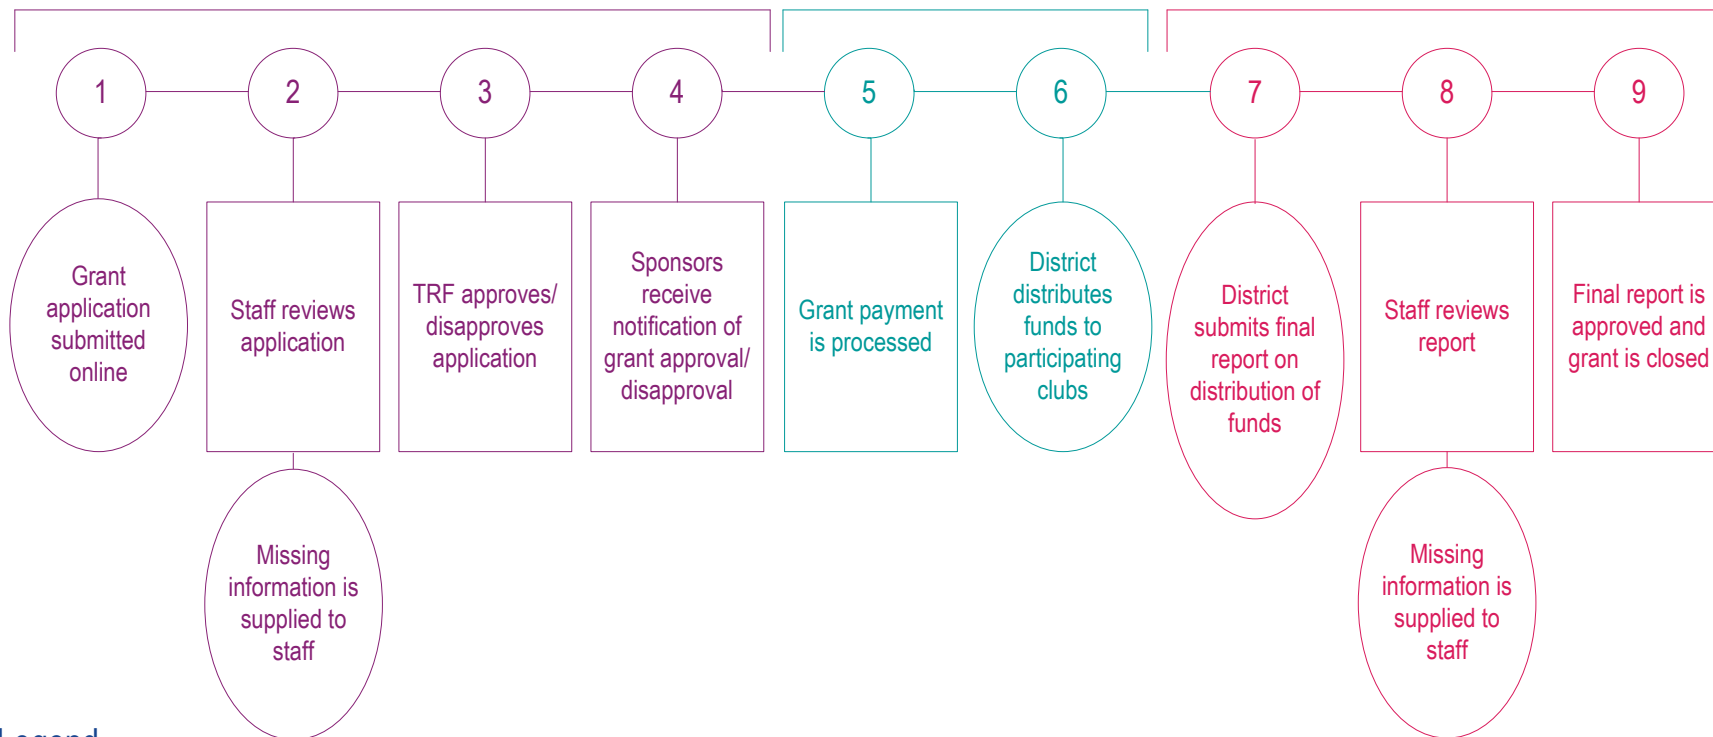 1
2
3
4
5
6
7
8
9
Grant
application
submitted
online
Staff reviews
application
Missing
information is
supplied to
staff
TRF approves/
disapproves
application
Sponsors
receive
notification of
grant approval/
disapproval
Grant payment
is processed
District
distributes
funds to
participating
clubs
District
submits final
report on
distribution of
funds
Staff reviews
report
Missing
information is
supplied to
staff
Final report is
approved and
grant is closed
Legend